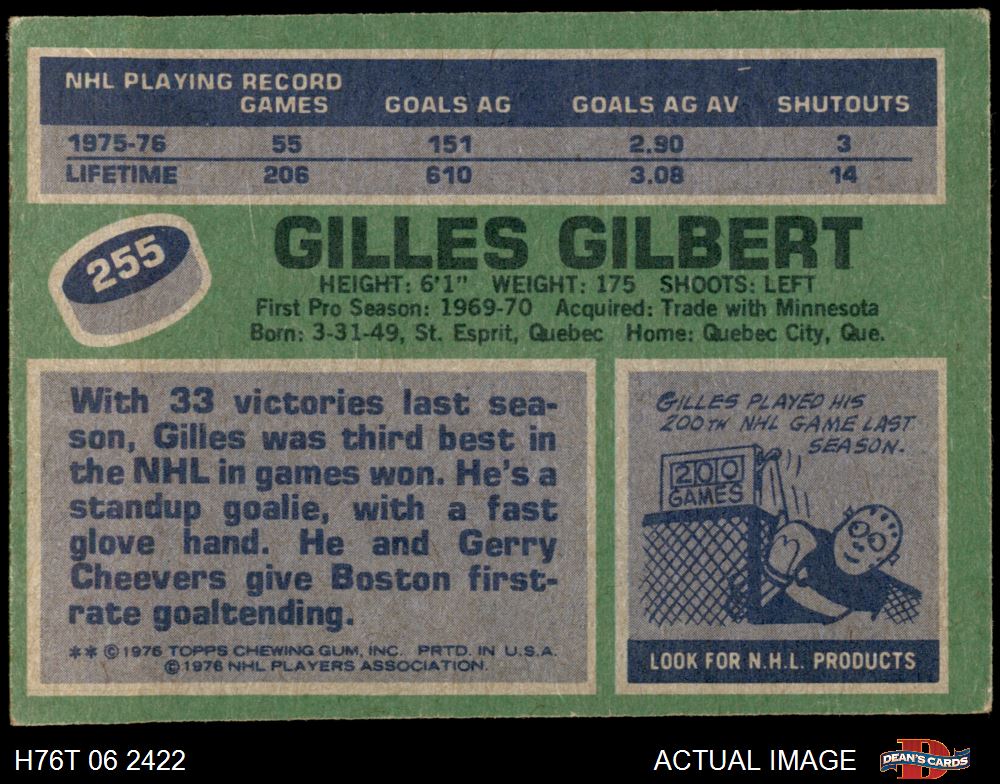 NHL PLAYING RECORD
GAMES GOALS AG GOALS AG AV SHUTOUTS
1975-76 55 151 2.90 3
LIFETIME 206 610 3.08 14
255
GILLES GILBERT
HEIGHT: 6'1" WEIGHT: 175 SHOOTS: LEFT
First Pro Season: 1969-70 Acquired: Trade with Minnesota
Born: 3-31-49, St. Esprit, Quebec Home: Quebec City, Que.
With 33 victories last sea-
son, Gilles was third best in
the NHL in games won. He's a
standup goalie, with a fast
glove hand. He and Gerry
Cheevers give Boston first-
rate goaltending.
** ©1976 TOPPS CHEWING GUM, INC. PRTD. IN U.S.A.
©1976 NHL PLAYERS ASSOCIATION.
GILLES PLAYED HIS
200TH NHL GAME LAST
SEASON.
200
GAMES
LOOK FOR N.H.L. PRODUCTS
H76T 06 2422 ACTUAL IMAGE
D
DEAN'S CARDS